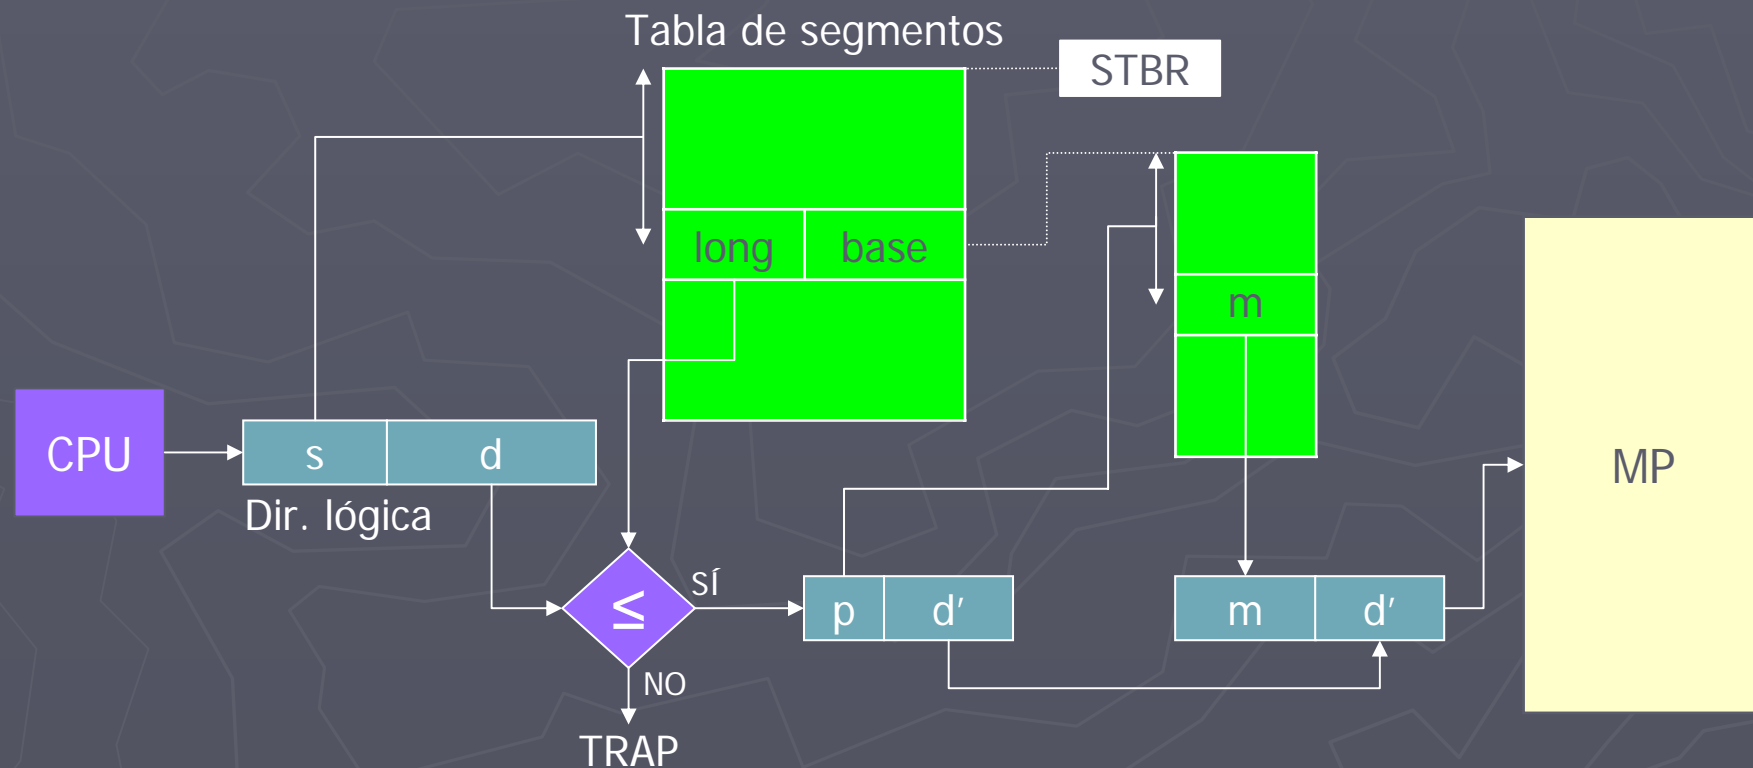 Tabla de segmentos
STBR
long
base
m
CPU
s
d
Dir. lógica
MP
≤
SÍ
p
d’
m
d’
NO
TRAP